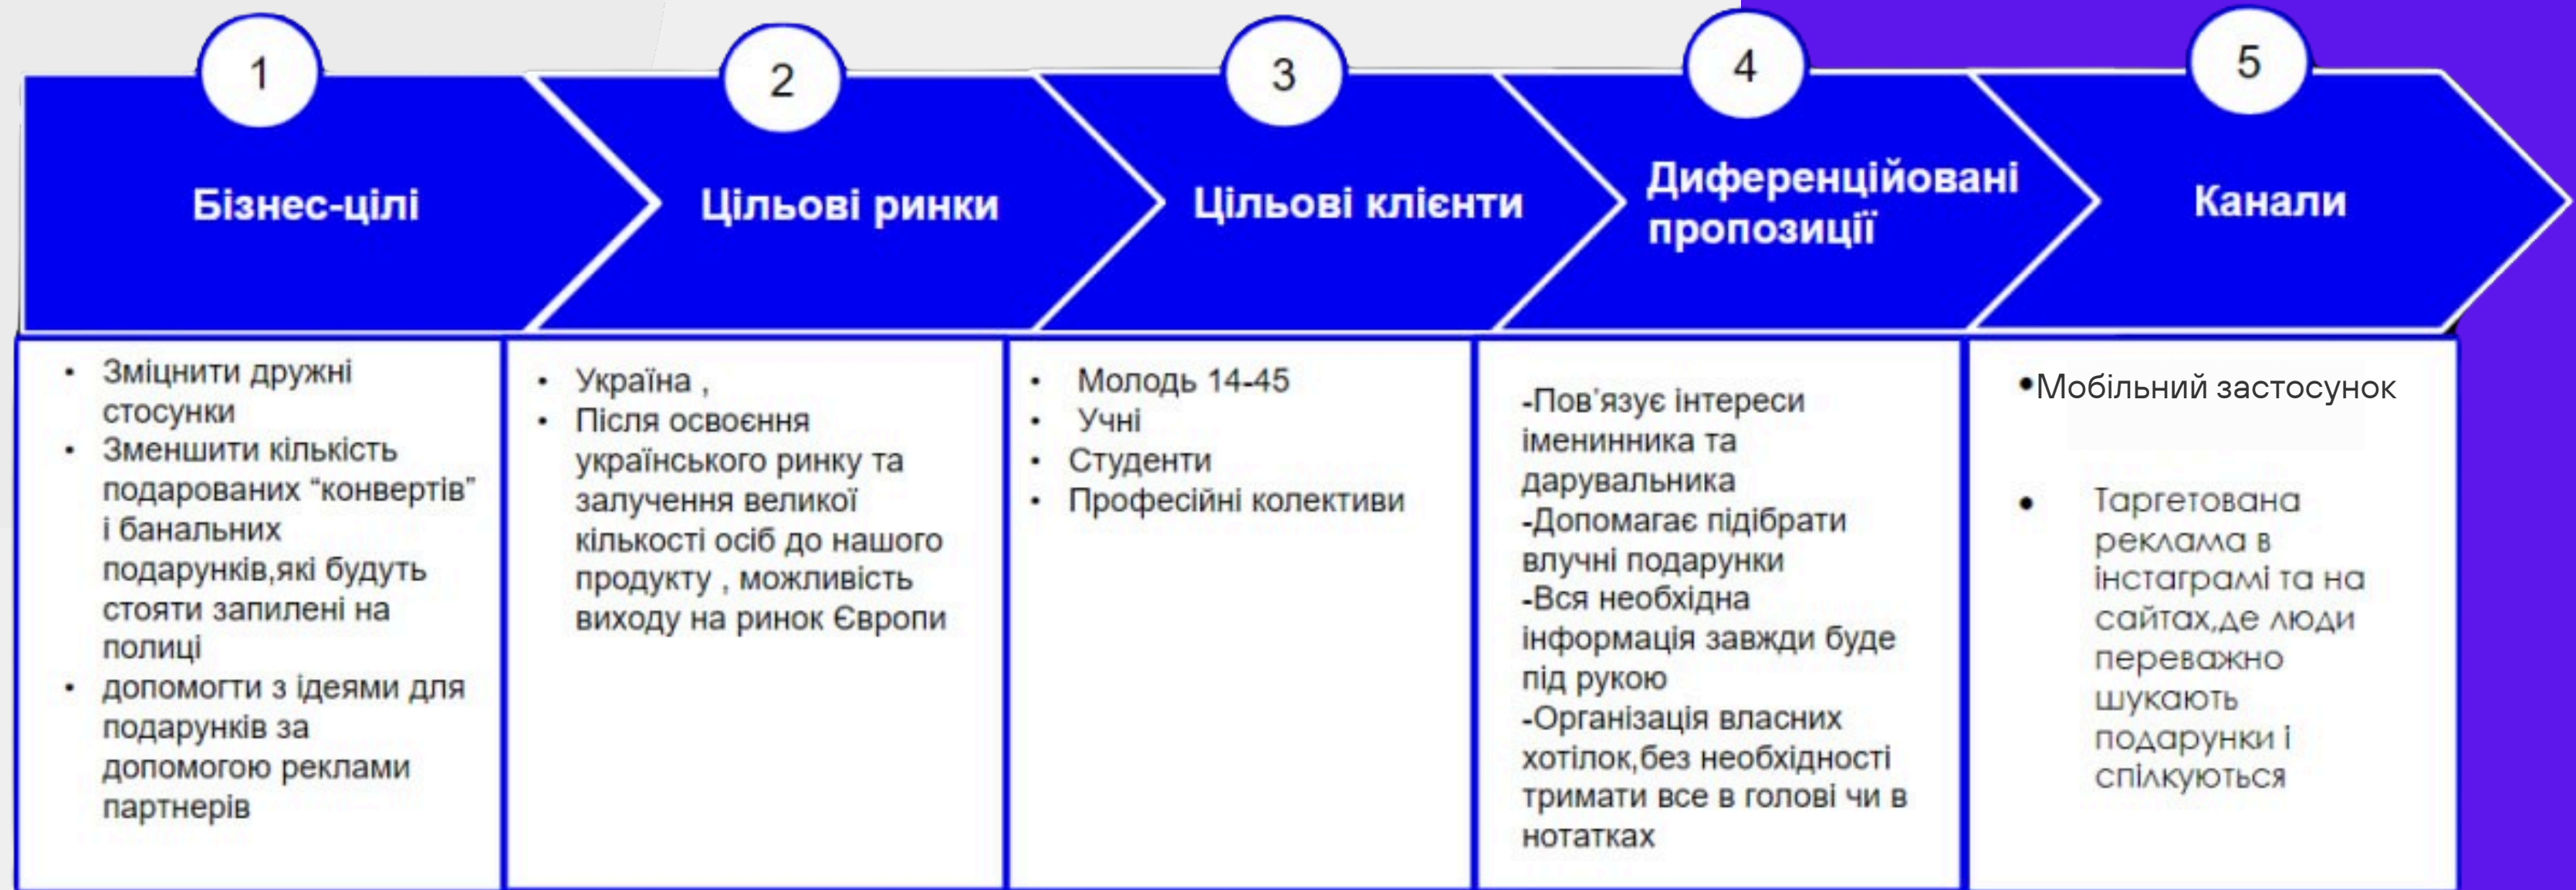 1
Бізнес-цілі
2
Цільові ринки
3
Цільові клієнти
4
Диференційовані
пропозиції
5
Канали
• Зміцнити дружні
стосунки
• Зменшити кількість
подарованих “конвертів”
і банальних
подарунків,які будуть
стояти запилені на
полиці
• допомогти з ідеями для
подарунків за
допомогою реклами
партнерів
• Україна ,
• Після освоєння
українського ринку та
залучення великої
кількості осіб до нашого
продукту , можливість
виходу на ринок Європи
• Молодь 14-45
• Учні
• Студенти
• Професійні колективи
-Пов’язує інтереси
іменинника та
дарувальника
-Допомагає підібрати
влучні подарунки
-Вся необхідна
інформація завжди буде
під рукою
-Організація власних
хотілок,без необхідності
тримати все в голові чи в
нотатках
•Мобільний застосунок
• Таргетована
реклама в
інстаграмі та на
сайтах,де люди
переважно
шукають
подарунки і
спілкуються